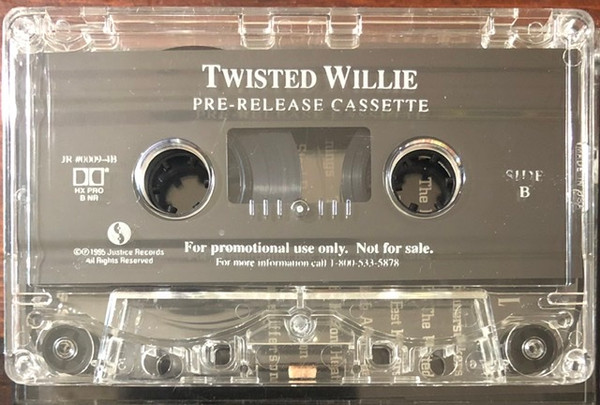 TWISTED WILLIE
PRE-RELEASE CASSETTE
JR #0009-4B
HX PRO
B NR
SIDE
B
©℗ 1995 Justice Records
All Rights Reserved
For promotional use only. Not for sale.
For more information call 1-800-533-5878